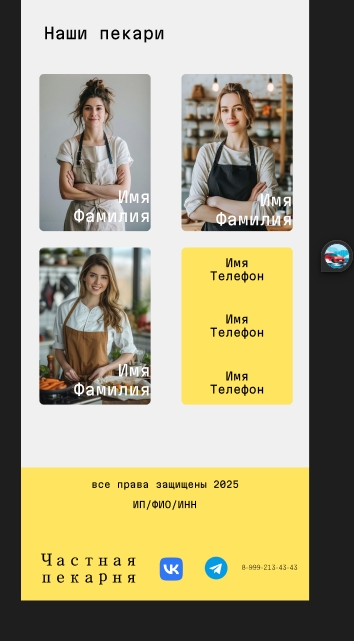 Наши пекари
Имя
Фамилия
Имя
Фамилия
Имя
Фамилия
Имя
Телефон
Имя
Телефон
Имя
Телефон
все права защищены 2025
ИП/ФИО/ИНН
Частная
пекарня
8-999-213-43-43